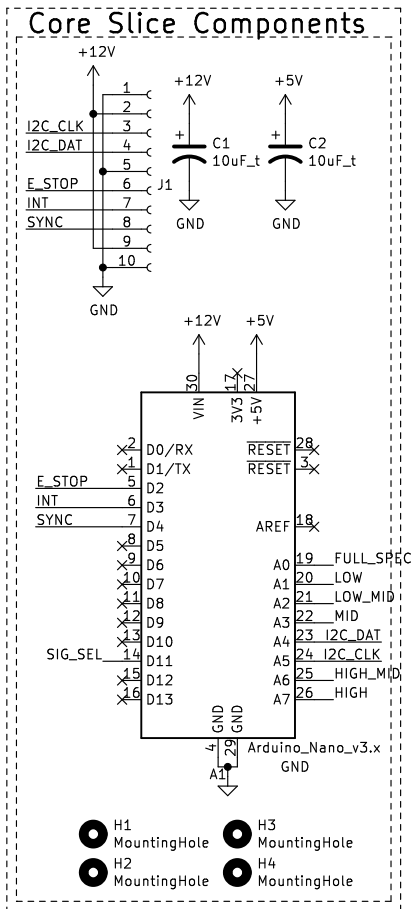 Core Slice Components
+12V
1
2
I2C_CLK 3
I2C_DAT 4
5
E_STOP 6 J1
INT 7
SYNC 8
9
10
GND
+12V +5V
+ C1 + C2
10uF_t 10uF_t
GND GND
+12V +5V
30 17 27
VIN 3V3 +5V
2 D0/RX RESET 28
1 D1/TX RESET 3
E_STOP 5 D2
INT 6 D3
SYNC 7 D4 AREF 18
8 D5
9 D6 A0 19 FULL_SPEC
10 D7 A1 20 LOW
11 D8 A2 21 LOW_MID
12 D9 A3 22 MID
13 D10 A4 23 I2C_DAT
SIG_SEL 14 D11 A5 24 I2C_CLK
15 D12 A6 25 HIGH_MID
16 D13 A7 26 HIGH
GND GND
4 29 Arduino_Nano_v3.x
A1 GND
H1 H3
MountingHole MountingHole
H2 H4
MountingHole MountingHole